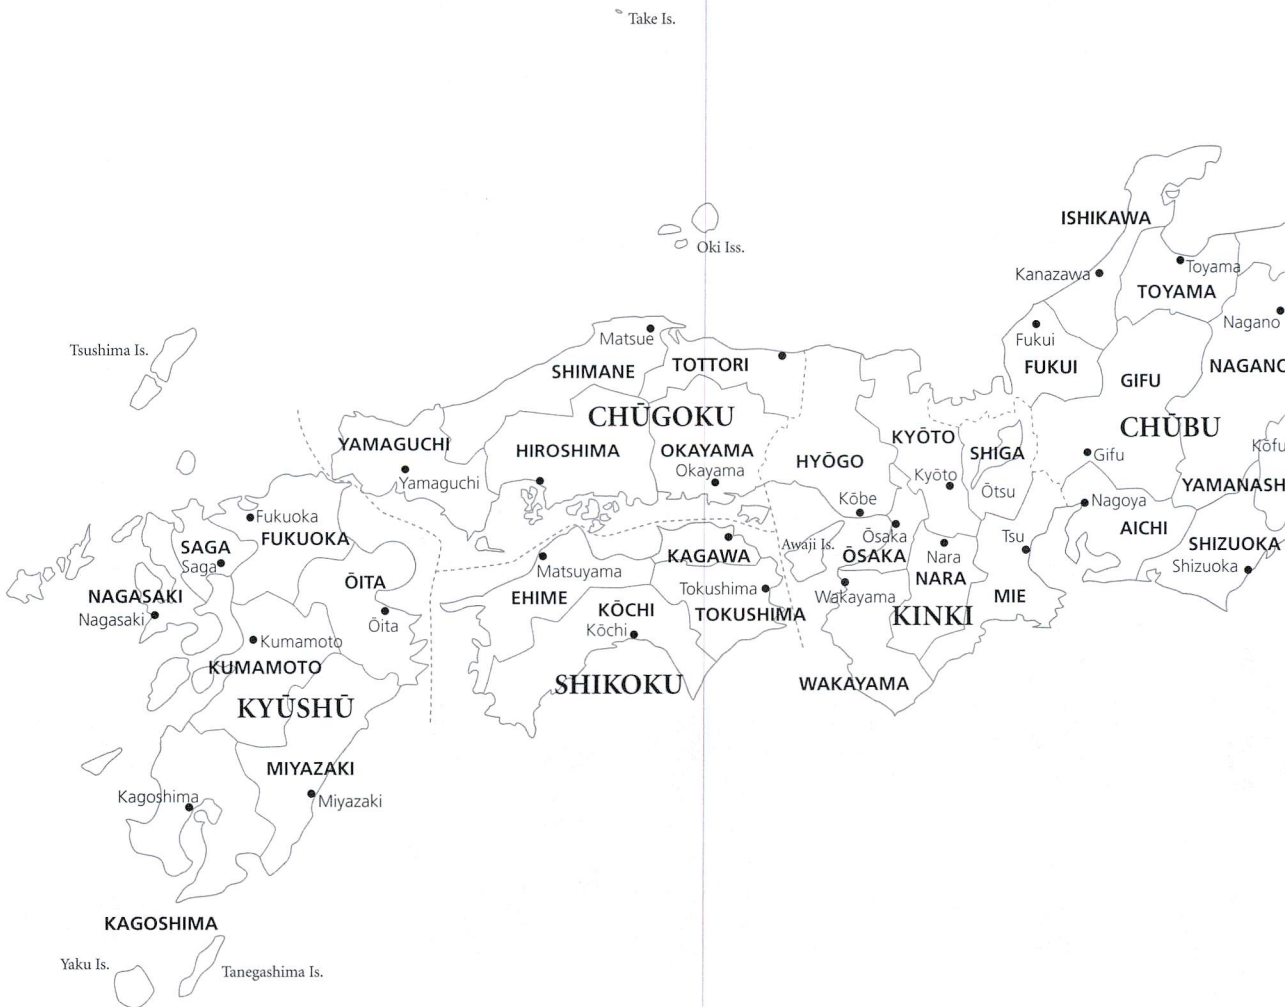 Take Is.
ISHIKAWA
Oki Iss.
Kanazawa
Toyama
TOYAMA
Nagano
Fukui
Matsue
Tsushima Is.
SHIMANE
TOTTORI
FUKUI
GIFU
NAGANO
CHŪGOKU
CHŪBU
YAMAGUCHI
HIROSHIMA
OKAYAMA
KYŌTO
SHIGA
HYŌGO
Kōfu
Gifu
Okayama
Yamaguchi
Kyōto
Ōtsu
YAMANASH
Kōbe
Nagoya
Fukuoka
FUKUOKA
AICHI
Ōsaka
Tsu
SAGA
Saga
KAGAWA
Awaji Is.
ŌSAKA
Nara
SHIZUOKA
Shizuoka
Matsuyama
ŌITA
NARA
NAGASAKI
EHIME
Tokushima
Wakayama
MIE
Nagasaki
KŌCHI
TOKUSHIMA
KINKI
Ōita
Kōchi
Kumamoto
KUMAMOTO
SHIKOKU
WAKAYAMA
KYŪSHŪ
MIYAZAKI
Kagoshima
Miyazaki
KAGOSHIMA
Yaku Is.
Tanegashima Is.